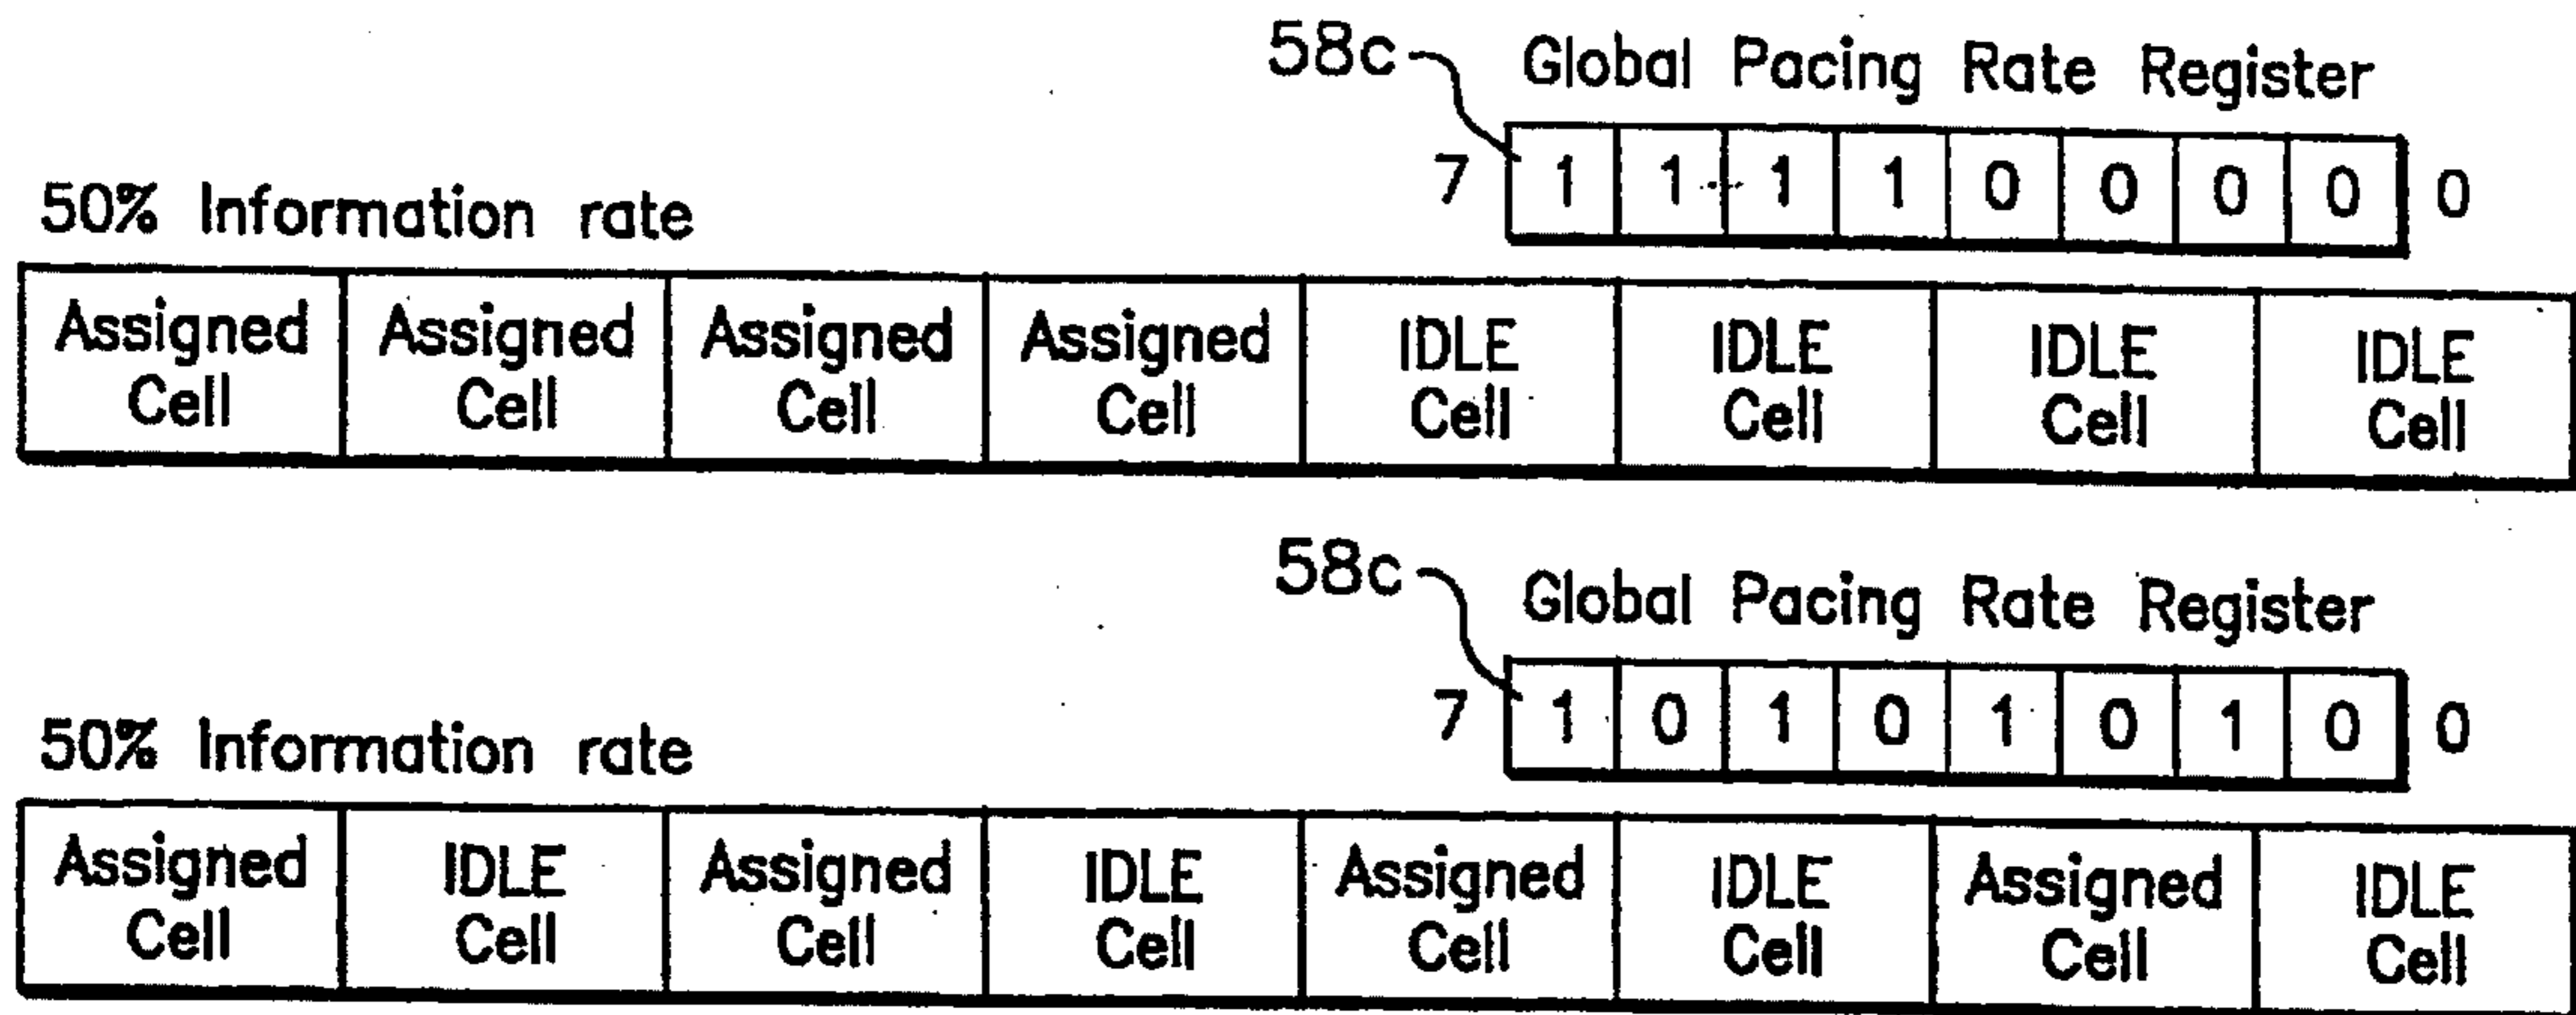 58c Global Pacing Rate Register
7 1 1 1 1 0 0 0 0 0
50% Information rate
Assigned Cell Assigned Cell Assigned Cell Assigned Cell IDLE Cell IDLE Cell IDLE Cell IDLE Cell
58c Global Pacing Rate Register
7 1 0 1 0 1 0 1 0 0
50% Information rate
Assigned Cell IDLE Cell Assigned Cell IDLE Cell Assigned Cell IDLE Cell Assigned Cell IDLE Cell